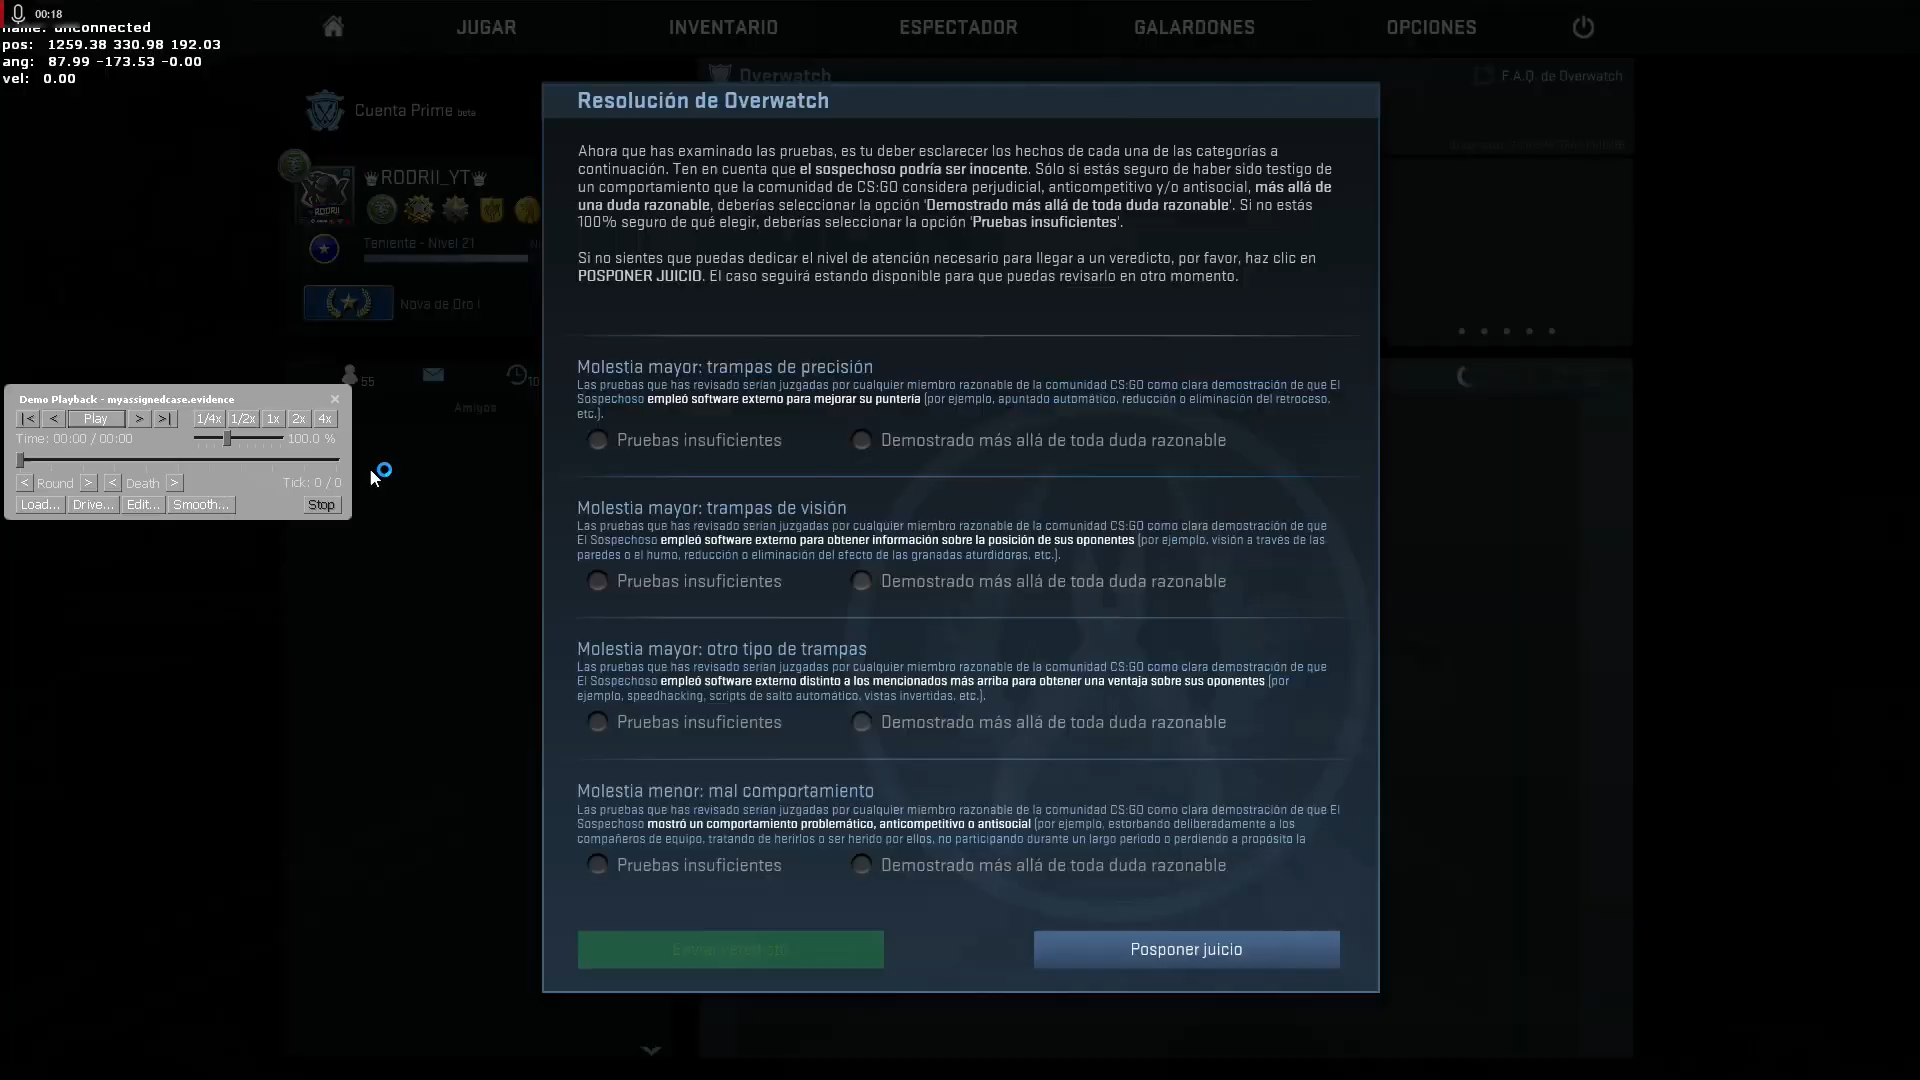 00:18
name: unconnected
pos: 1259.38 330.98 192.03
ang: 87.99 -173.53 -0.00
vel: 0.00
JUGAR
INVENTARIO
ESPECTADOR
GALARDONES
OPCIONES
Overwatch
F.A.Q. de Overwatch
Cuenta Prime beta
RODRII_YT
RODRII
Teniente - Nivel 21
Nova de Oro I
55
10
Amigos
Resolución de Overwatch
Ahora que has examinado las pruebas, es tu deber esclarecer los hechos de cada una de las categorías a
continuación. Ten en cuenta que el sospechoso podría ser inocente. Sólo si estás seguro de haber sido testigo de
un comportamiento que la comunidad de CS:GO considera perjudicial, anticompetitivo y/o antisocial, más allá de
una duda razonable, deberías seleccionar la opción 'Demostrado más allá de toda duda razonable'. Si no estás
100% seguro de qué elegir, deberías seleccionar la opción 'Pruebas insuficientes'.
Si no sientes que puedas dedicar el nivel de atención necesario para llegar a un veredicto, por favor, haz clic en
POSPONER JUICIO. El caso seguirá estando disponible para que puedas revisarlo en otro momento.
Molestia mayor: trampas de precisión
Las pruebas que has revisado serían juzgadas por cualquier miembro razonable de la comunidad CS:GO como clara demostración de que El
Sospechoso empleó software externo para mejorar su puntería (por ejemplo, apuntado automático, reducción o eliminación del retroceso,
etc.).
Pruebas insuficientes
Demostrado más allá de toda duda razonable
Molestia mayor: trampas de visión
Las pruebas que has revisado serían juzgadas por cualquier miembro razonable de la comunidad CS:GO como clara demostración de que
El Sospechoso empleó software externo para obtener información sobre la posición de sus oponentes (por ejemplo, visión a través de las
paredes o el humo, reducción o eliminación del efecto de las granadas aturdidoras, etc.).
Pruebas insuficientes
Demostrado más allá de toda duda razonable
Molestia mayor: otro tipo de trampas
Las pruebas que has revisado serían juzgadas por cualquier miembro razonable de la comunidad CS:GO como clara demostración de que
El Sospechoso empleó software externo distinto a los mencionados más arriba para obtener una ventaja sobre sus oponentes (por
ejemplo, speedhacking, scripts de salto automático, vistas invertidas, etc.).
Pruebas insuficientes
Demostrado más allá de toda duda razonable
Molestia menor: mal comportamiento
Las pruebas que has revisado serían juzgadas por cualquier miembro razonable de la comunidad CS:GO como clara demostración de que El
Sospechoso mostró un comportamiento problemático, anticompetitivo o antisocial (por ejemplo, estorbando deliberadamente a los
compañeros de equipo, tratando de herirlos o ser herido por ellos, no participando durante un largo periodo o perdiendo a propósito la
Pruebas insuficientes
Demostrado más allá de toda duda razonable
Posponer juicio
Demo Playback - myassignedcase.evidence
|< < Play > >| 1/4x 1/2x 1x 2x 4x
Time: 00:00 / 00:00
100.0 %
< Round > < Death >
Tick: 0 / 0
Load... Drive... Edit... Smooth... Stop